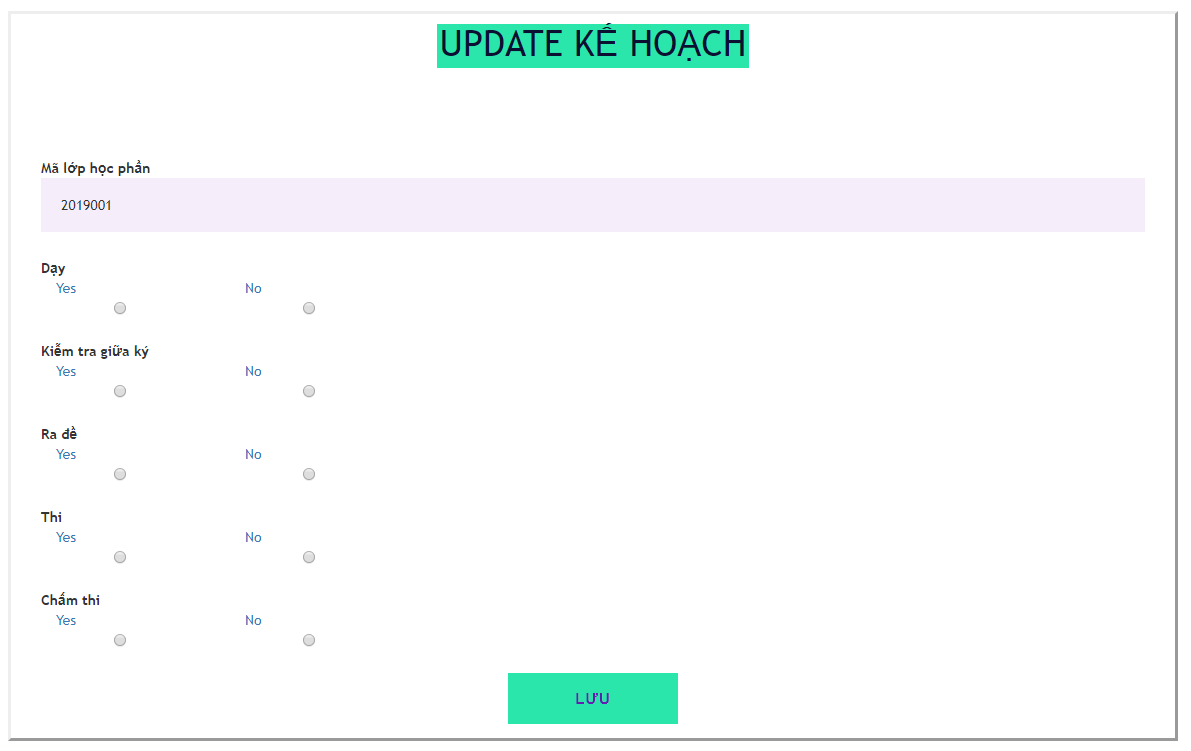 UPDATE KẾ HOẠCH
Mã lớp học phần
2019001
Dạy
Yes No
Kiểm tra giữa ký
Yes No
Ra đề
Yes No
Thi
Yes No
Chấm thi
Yes No
LƯU